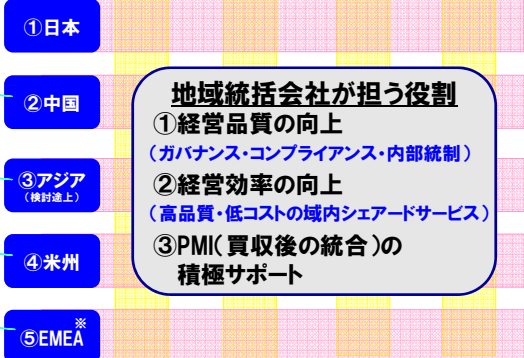 ①日本
②中国
③アジア
(検討途上)
④米州
⑤EMEA※
地域統括会社が担う役割
①経営品質の向上
(ガバナンス・コンプライアンス・内部統制)
②経営効率の向上
(高品質・低コストの域内シェアードサービス)
③PMI(買収後の統合)の
積極サポート